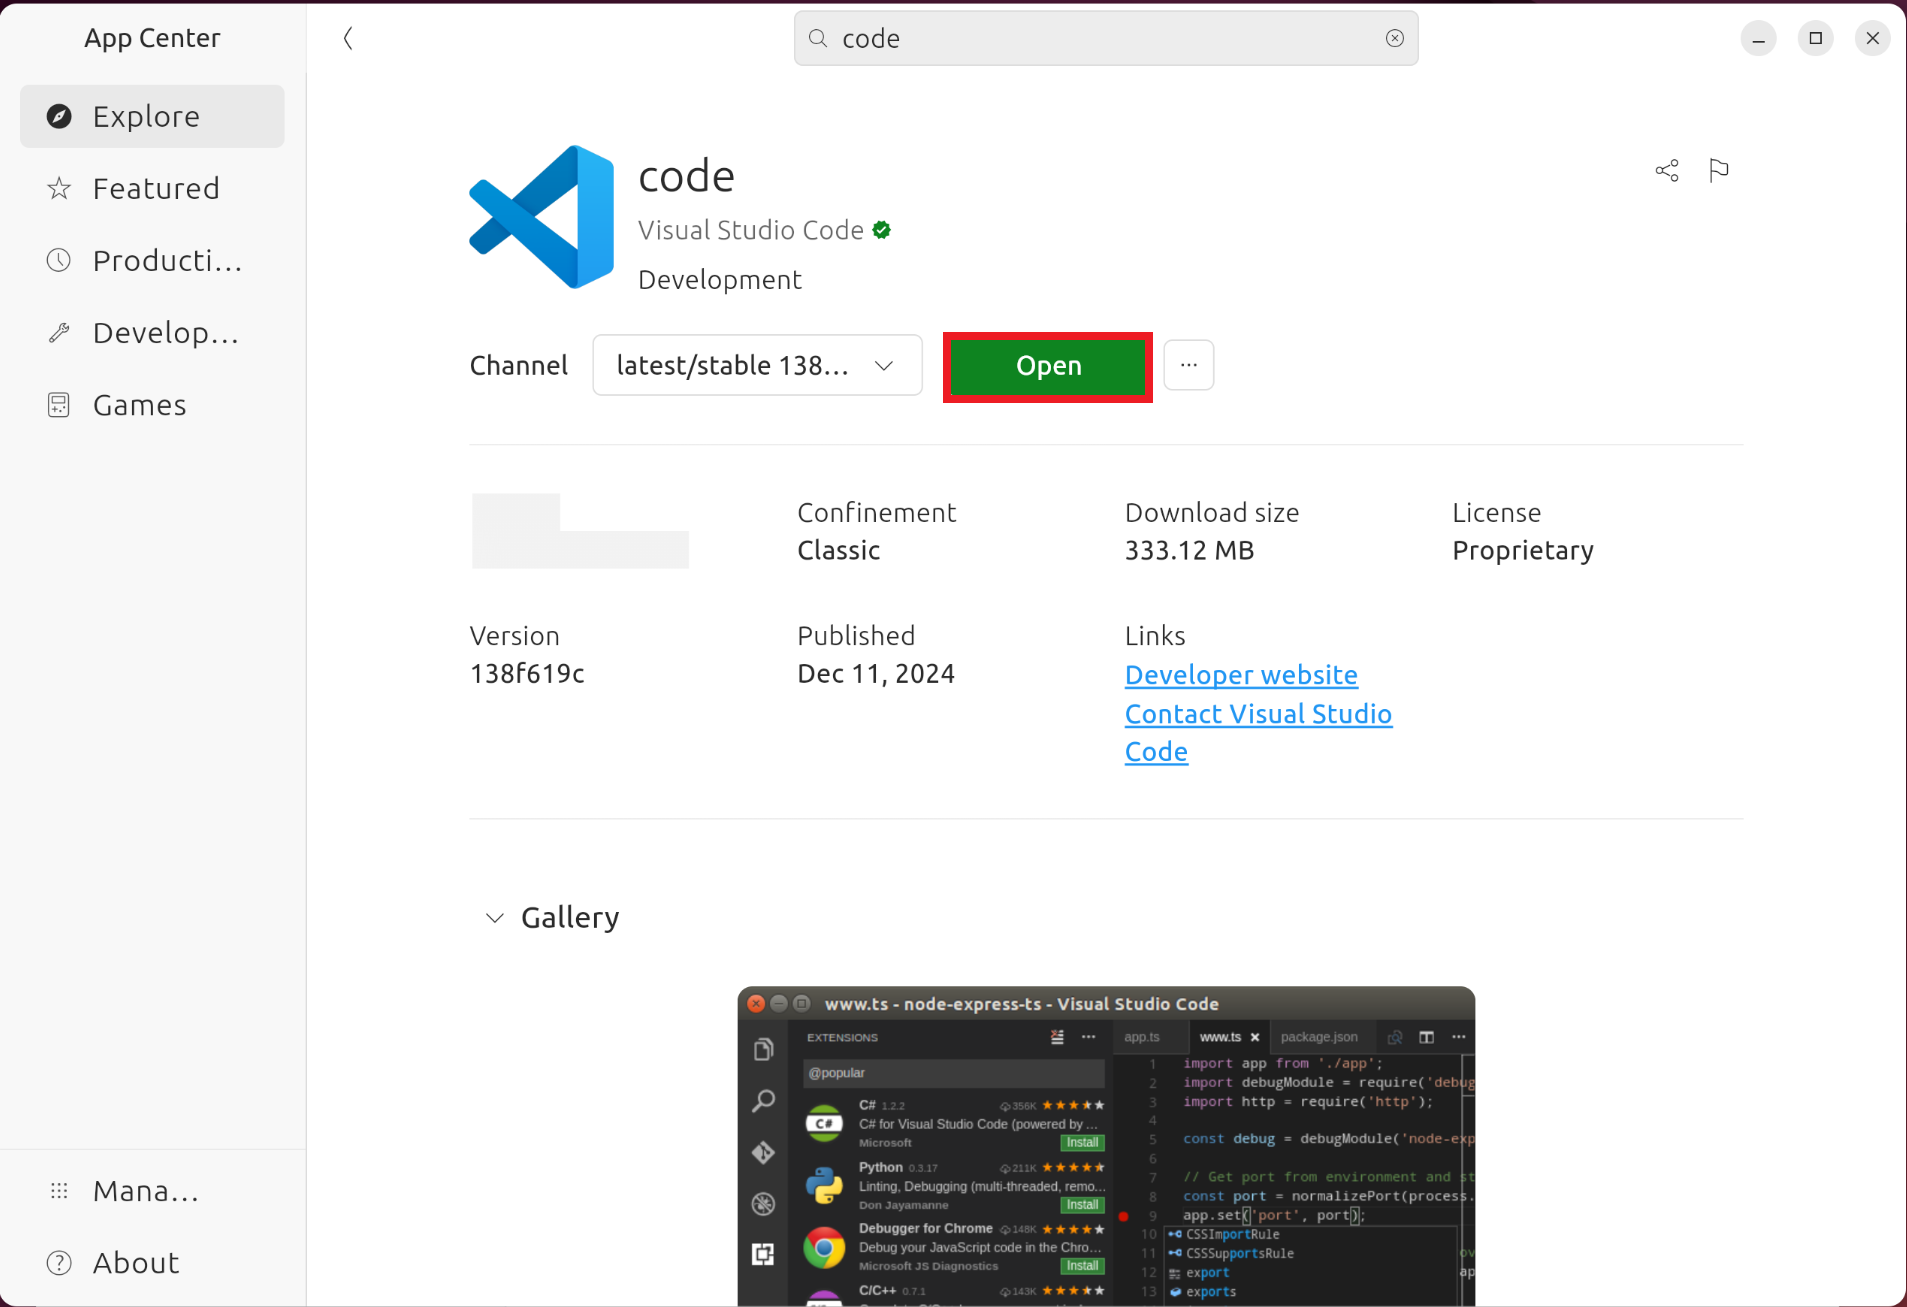 App Center
code
Explore
Featured
Producti...
Develop...
Games
code
Visual Studio Code
Development
Channel
latest/stable 138...
Open
Confinement
Classic
Download size
333.12 MB
License
Proprietary
Version
138f619c
Published
Dec 11, 2024
Links
Developer website
Contact Visual Studio
Code
Gallery
www.ts - node-express-ts - Visual Studio Code
EXTENSIONS
@popular
C# 1.2.2 356K
C# for Visual Studio Code (powered by ...
Microsoft
Install
Python 0.3.17 211K
Linting, Debugging (multi-threaded, remo...
Don Jayamanne
Install
Debugger for Chrome 148K
Debug your JavaScript code in the Chro...
Microsoft JS Diagnostics
Install
C/C++ 0.7.1 143K
app.ts
www.ts
package.json
1 import app from './app';
2 import debugModule = require('debug
3 import http = require('http');
4
5 const debug = debugModule('node-exp
6
7 // Get port from environment and st
8 const port = normalizePort(process.
9 app.set('port', port);
10 CSSImportRule
11 CSSSupportsRule
12 export
13 exports
ov
ap
Mana...
About